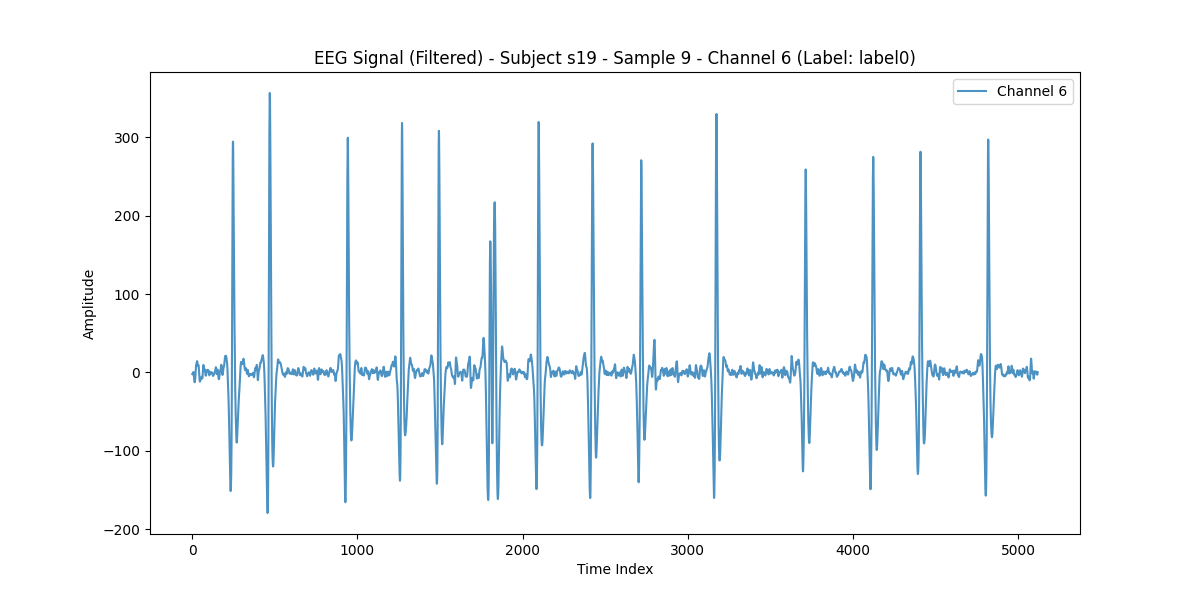 EEG Signal (Filtered) - Subject s19 - Sample 9 - Channel 6 (Label: label0)
Channel 6
300
200
100
0
−100
−200
Amplitude
0 1000 2000 3000 4000 5000
Time Index